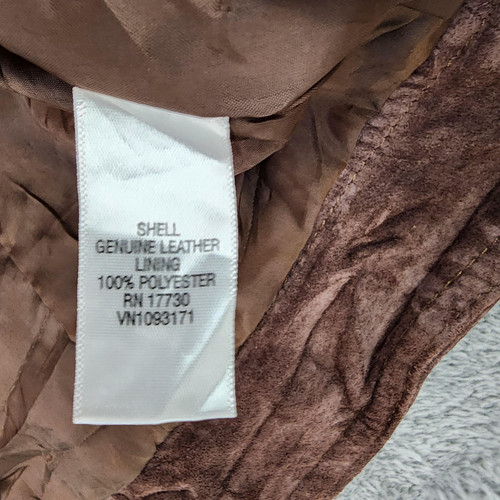 SHELL
GENUINE LEATHER
LINING
100% POLYESTER
RN 17730
VN1093171